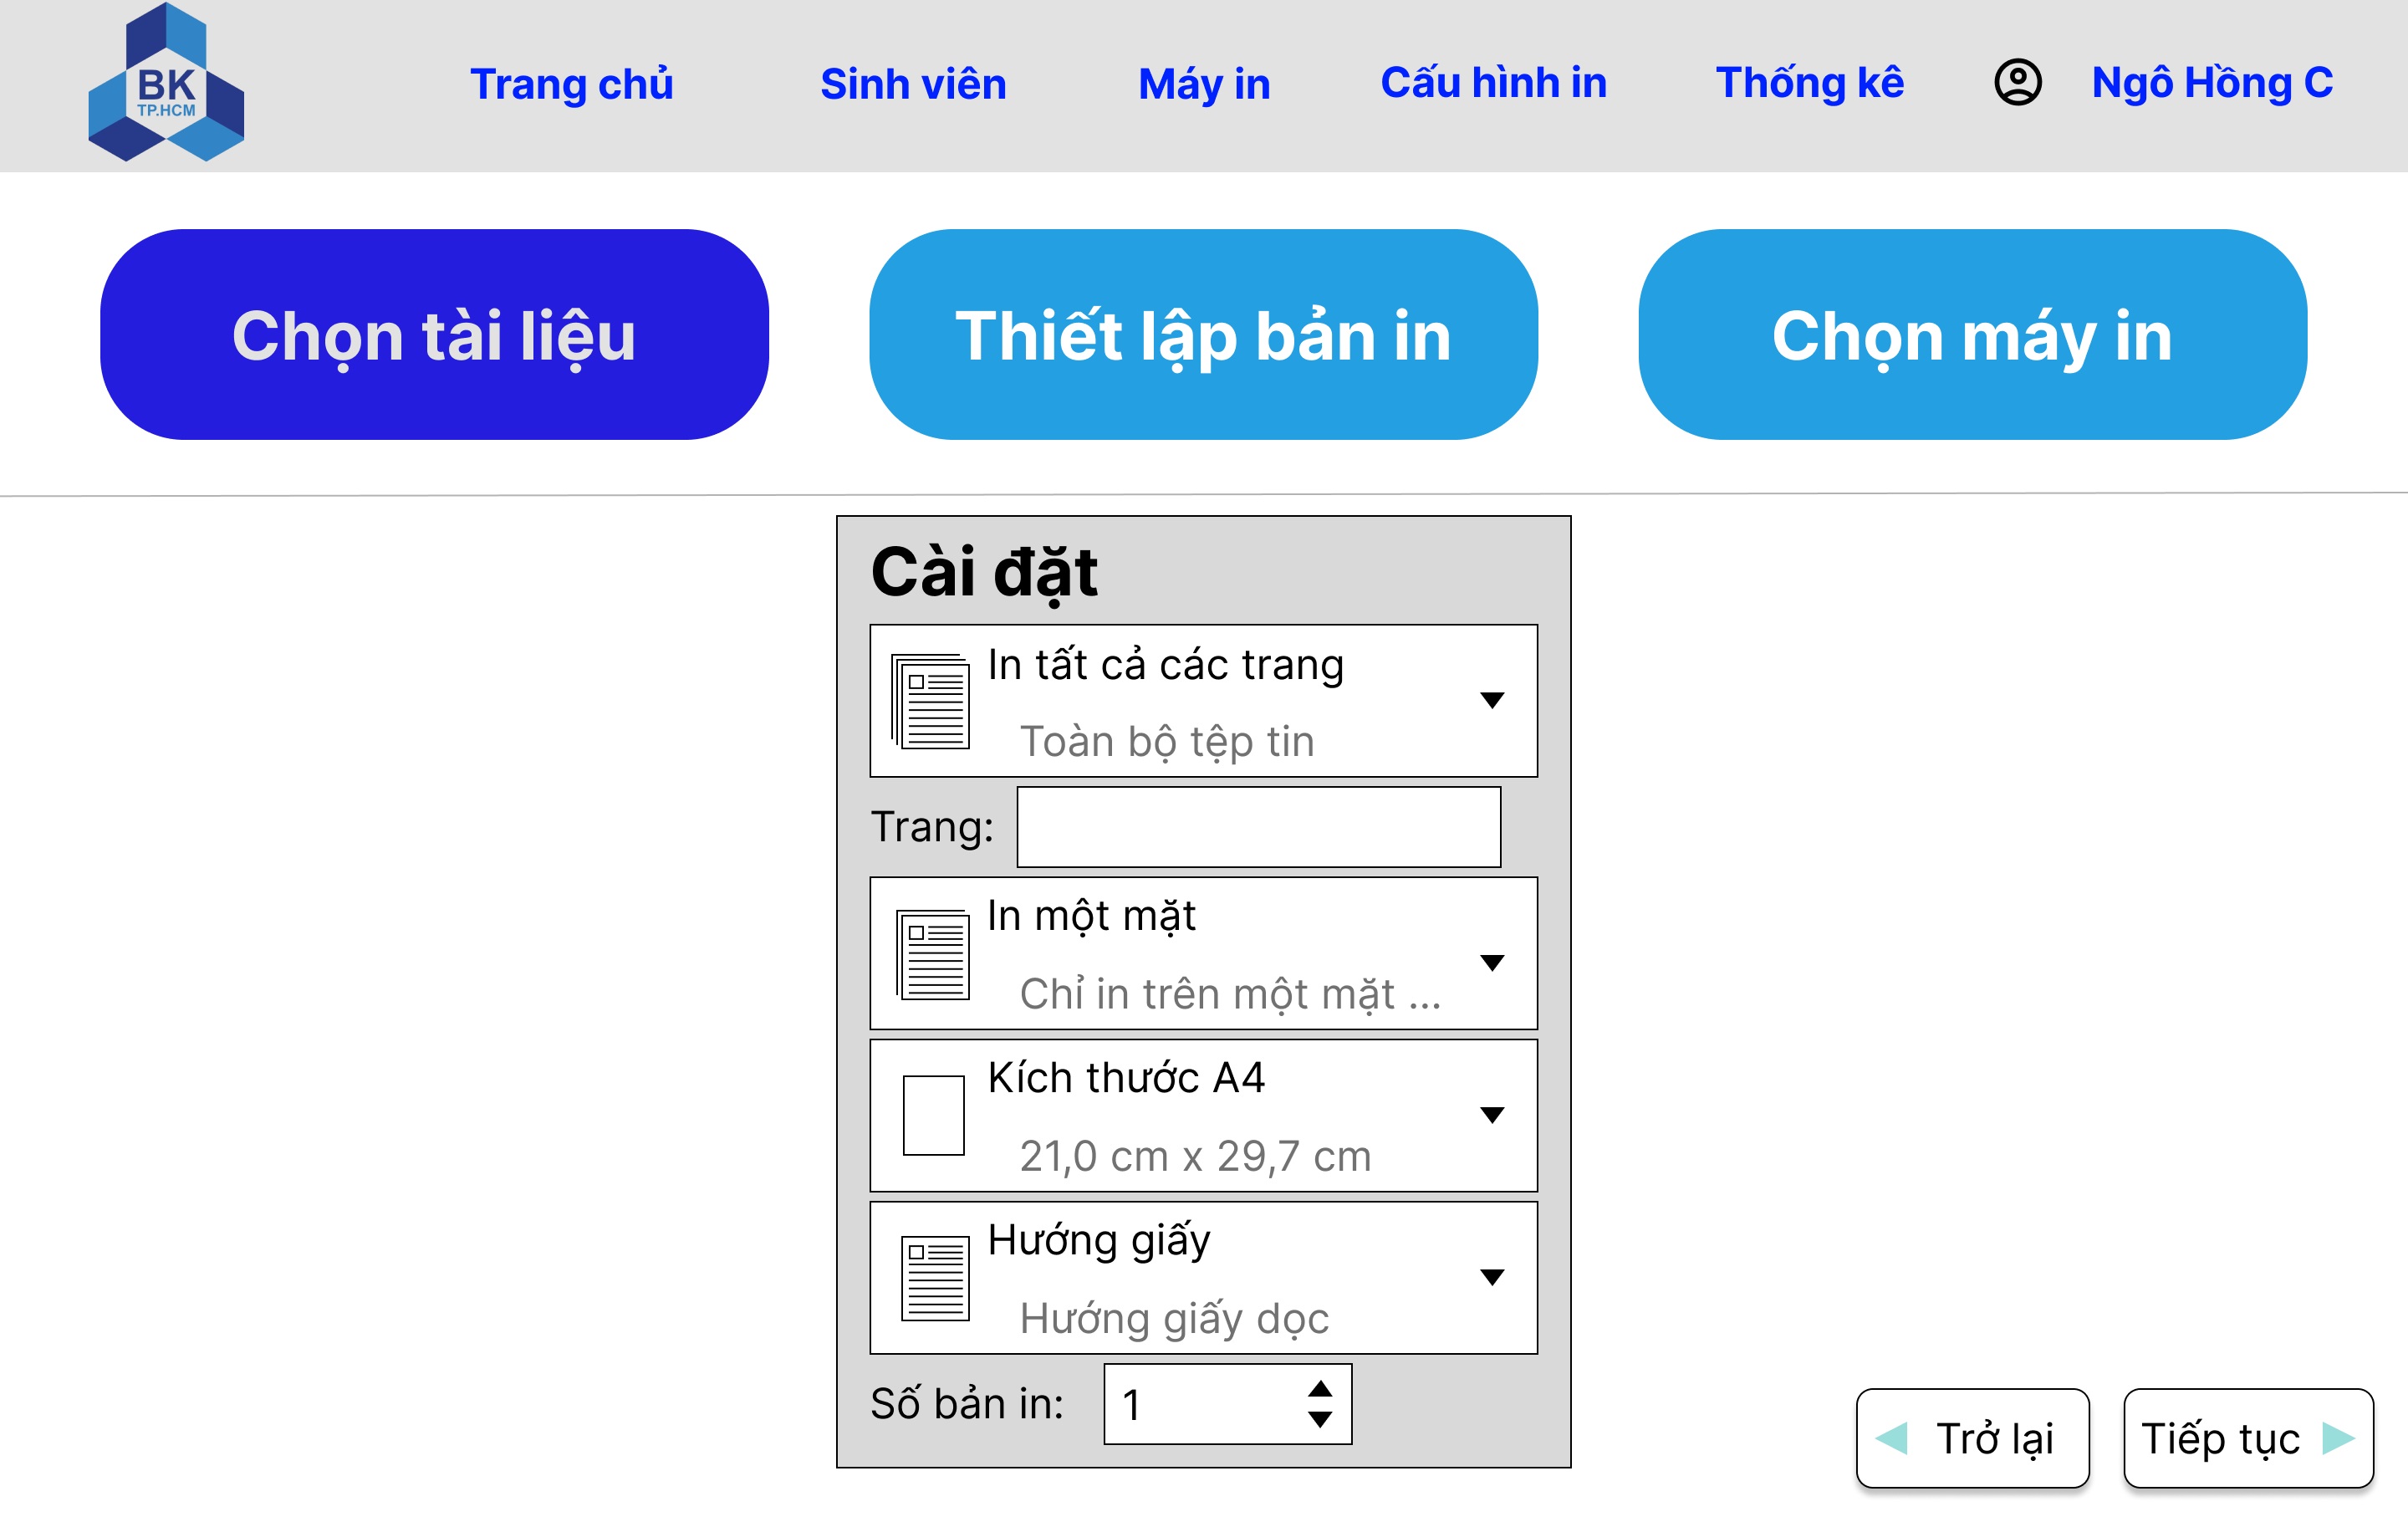 BK
TP.HCM
Trang chủ
Sinh viên
Máy in
Cấu hình in
Thống kê
Ngô Hồng C
Chọn tài liệu
Thiết lập bản in
Chọn máy in
Cài đặt
In tất cả các trang
Toàn bộ tệp tin
Trang:
In một mặt
Chỉ in trên một mặt ...
Kích thước A4
21,0 cm x 29,7 cm
Hướng giấy
Hướng giấy dọc
Số bản in:
1
Trở lại
Tiếp tục